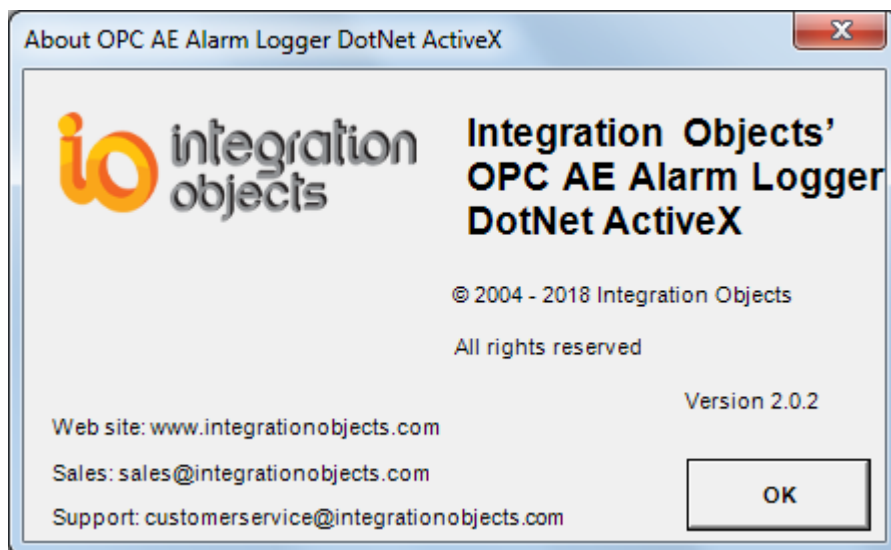 About OPC AE Alarm Logger DotNet ActiveX
integration
objects
Integration Objects’
OPC AE Alarm Logger
DotNet ActiveX
© 2004 - 2018 Integration Objects
All rights reserved
Version 2.0.2
Web site: www.integrationobjects.com
Sales: sales@integrationobjects.com
Support: customerservice@integrationobjects.com
OK